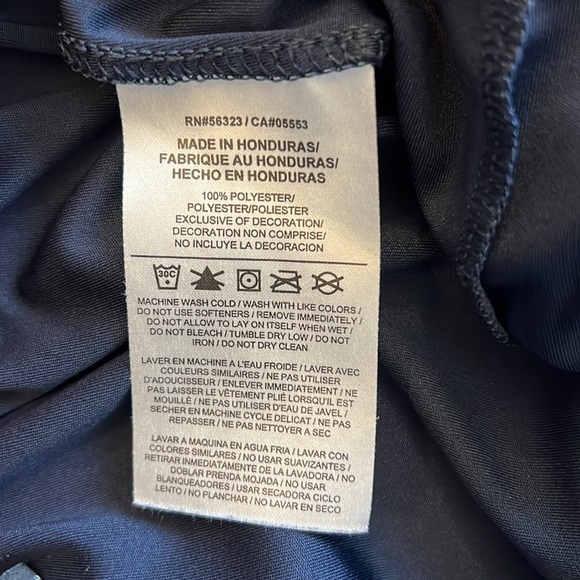 RN#56323 / CA#05553
MADE IN HONDURAS/
FABRIQUE AU HONDURAS/
HECHO EN HONDURAS
100% POLYESTER/
POLYESTER/POLIESTER
EXCLUSIVE OF DECORATION/
DECORATION NON COMPRISE/
NO INCLUYE LA DECORACION
30C
MACHINE WASH COLD / WASH WITH LIKE COLORS /
DO NOT USE SOFTENERS / REMOVE IMMEDIATELY /
DO NOT ALLOW TO LAY ON ITSELF WHEN WET /
DO NOT BLEACH / TUMBLE DRY LOW / DO NOT
IRON / DO NOT DRY CLEAN
LAVER EN MACHINE A L'EAU FROIDE / LAVER AVEC
COULEURS SIMILAIRES / NE PAS UTILISER
D'ADOUCISSEUR / ENLEVER IMMEDIATEMENT / NE
PAS LAISSER LE VÊTEMENT PLIÉ LORSQU'IL EST
MOUILLÉ / NE PAS UTILISER D'EAU DE JAVEL /
SECHER EN MACHINE CYCLE DELICAT / NE PAS
REPASSER / NE PAS NETTOYER A SEC
LAVAR A MAQUINA EN AGUA FRIA / LAVAR CON
COLORES SIMILARES / NO USAR SUAVIZANTES /
RETIRAR INMEDIATAMENTE DE LA LAVADORA / NO
DOBLAR PRENDA MOJADA / NO USAR
BLANQUEADORES / USAR SECADORA CICLO
LENTO / NO PLANCHAR / NO LAVAR EN SECO